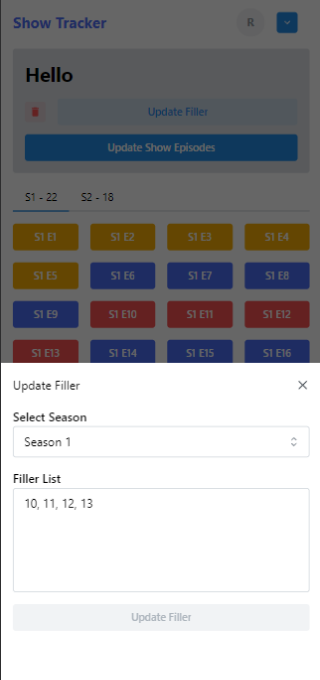 Show Tracker R
Hello
Update Filler
Update Show Episodes
S1 - 22 S2 - 18
S1 E1 S1 E2 S1 E3 S1 E4
S1 E5 S1 E6 S1 E7 S1 E8
S1 E9 S1 E10 S1 E11 S1 E12
S1 E13 S1 E14 S1 E15 S1 E16
Update Filler
Select Season
Season 1
Filler List
10, 11, 12, 13
Update Filler